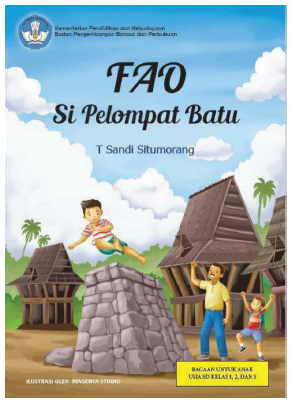 Kementerian Pendidikan dan Kebudayaan
Badan Pengembangan Bahasa dan Perbukuan
FAO
Si Pelompat Batu
T Sandi Situmorang
BACAAN UNTUK ANAK
USIA SD KELAS 1, 2, DAN 3
ILUSTRASI OLEH: MAGENTA STUDIO